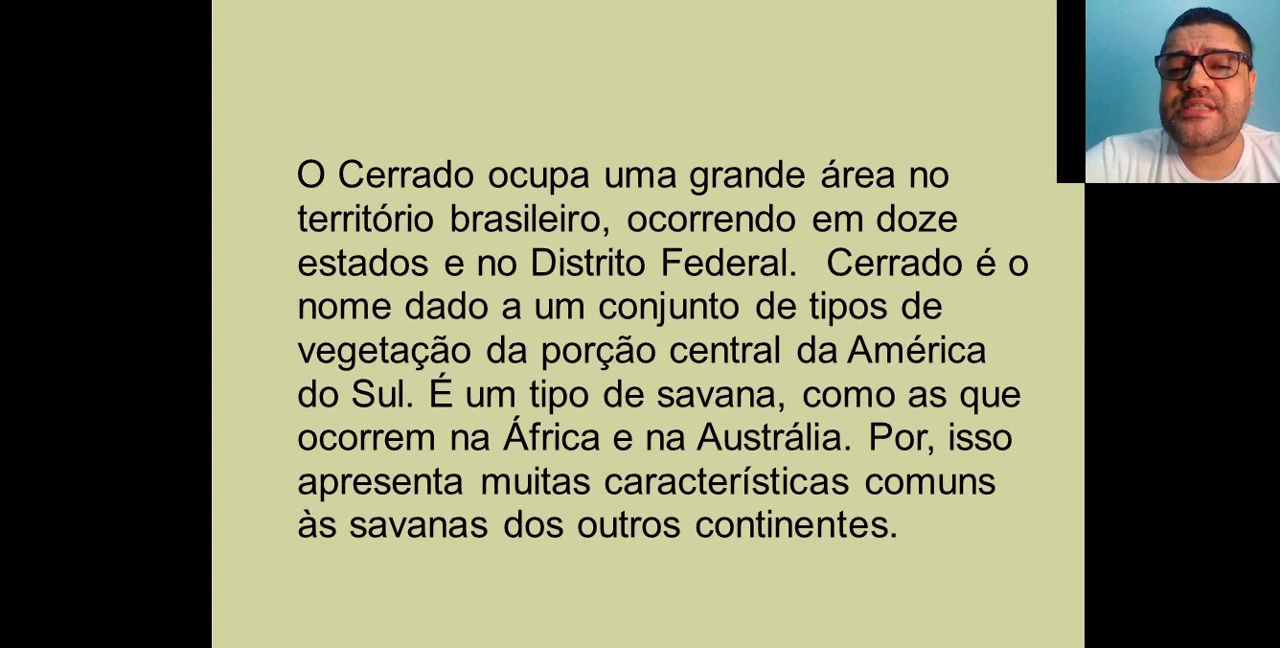 O Cerrado ocupa uma grande área no
território brasileiro, ocorrendo em doze
estados e no Distrito Federal.  Cerrado é o
nome dado a um conjunto de tipos de
vegetação da porção central da América
do Sul. É um tipo de savana, como as que
ocorrem na África e na Austrália. Por, isso
apresenta muitas características comuns
às savanas dos outros continentes.